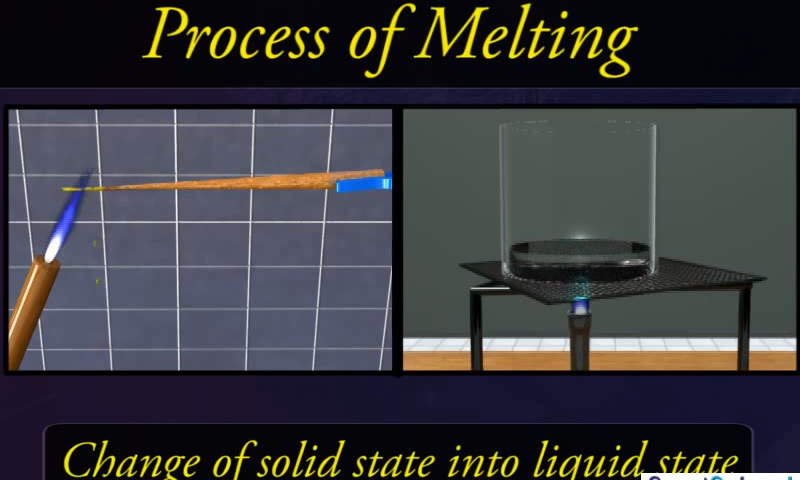 Process of Melting
Change of solid state into liquid state